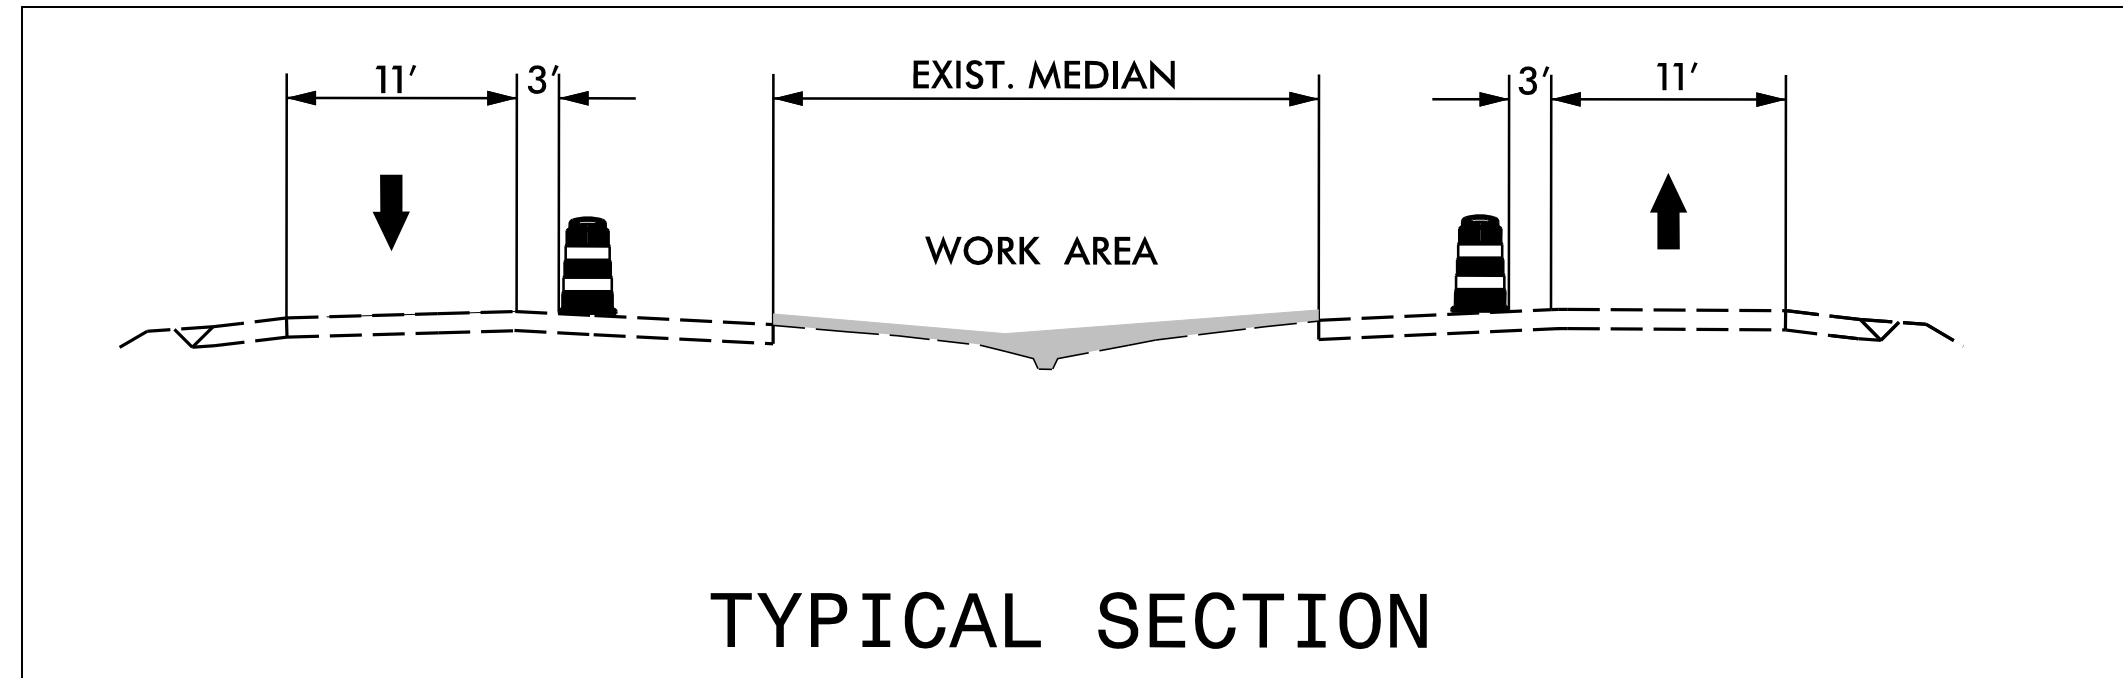 11' 3' EXIST. MEDIAN 3' 11'
WORK AREA
TYPICAL SECTION